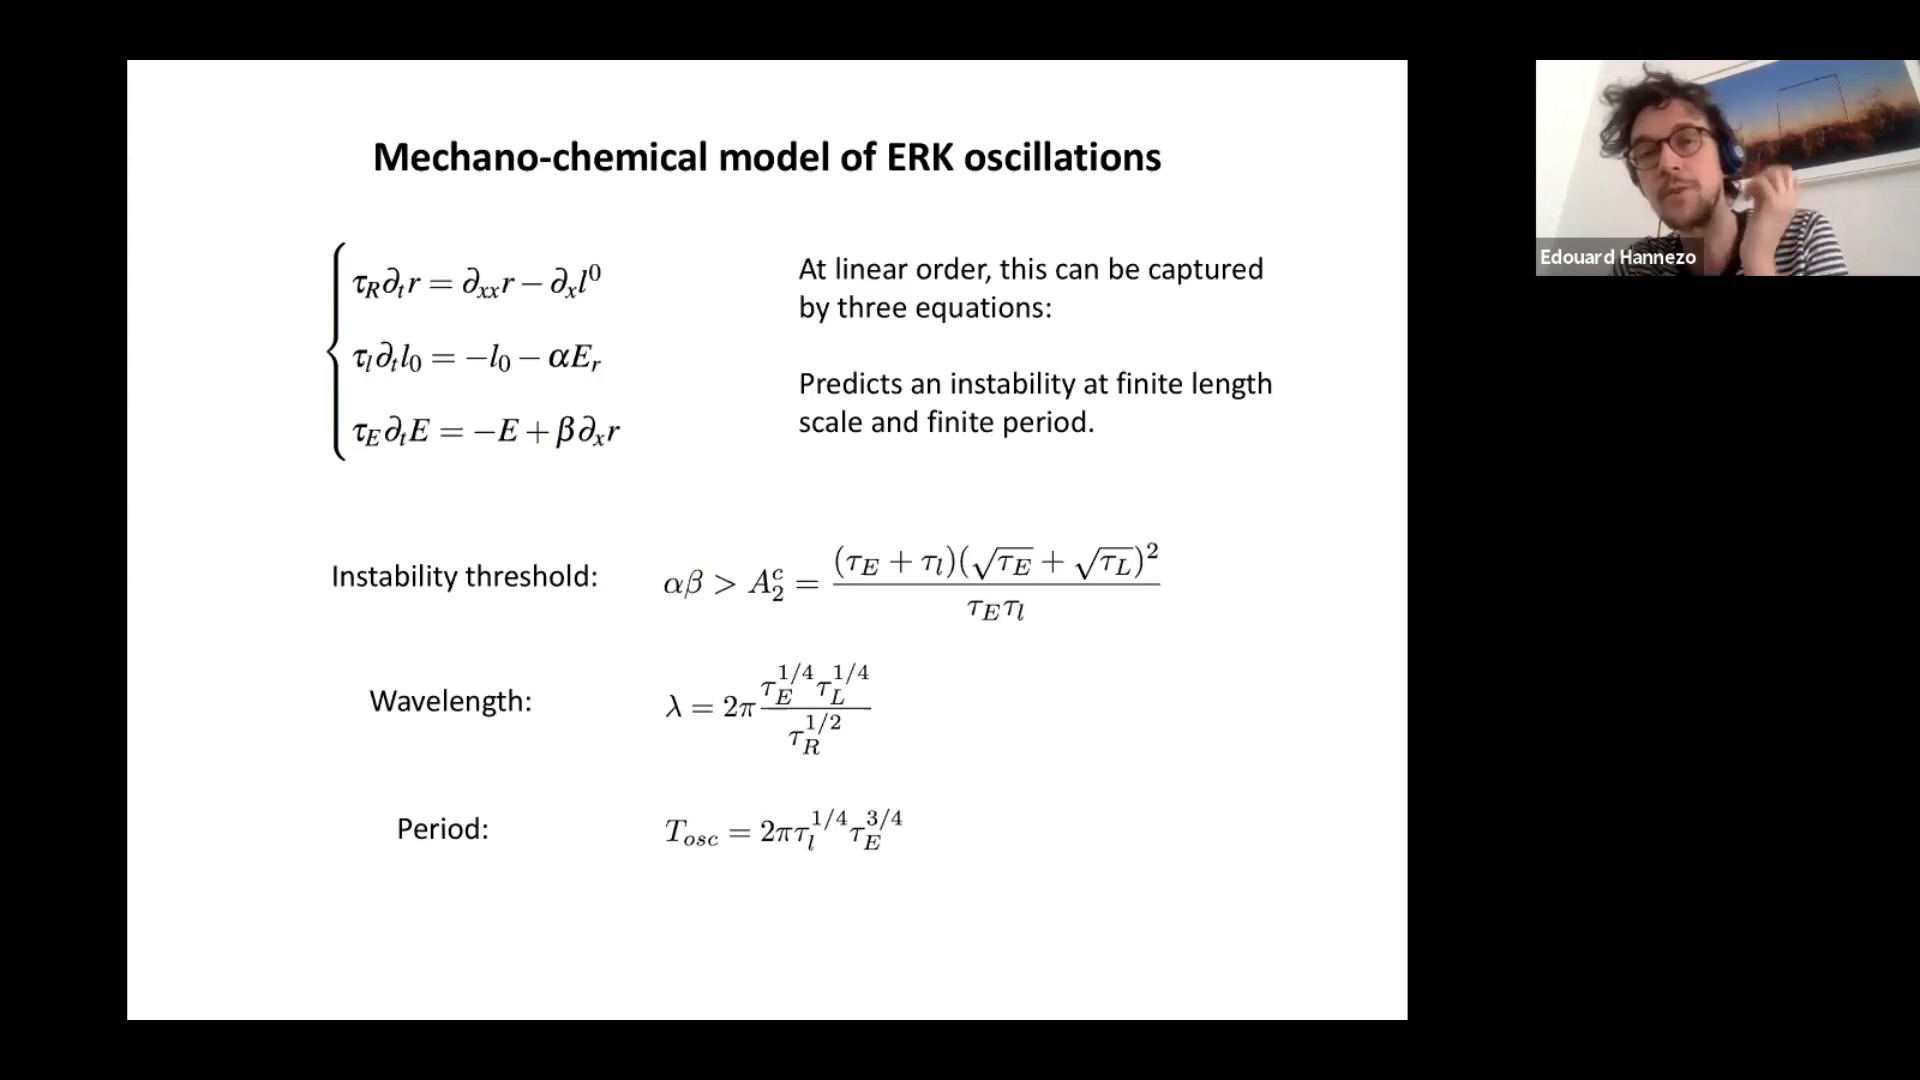 Mechano-chemical model of ERK oscillations
τ_R∂_t r = ∂_xx r − ∂_x l^0
τ_l∂_t l_0 = −l_0 − αE_r
τ_E∂_t E = −E + β∂_x r
At linear order, this can be captured
by three equations:
Predicts an instability at finite length
scale and finite period.
Instability threshold: αβ > A_2^c = (τ_E + τ_l)(√τ_E + √τ_L)^2 / τ_E τ_l
Wavelength: λ = 2π τ_E^{1/4} τ_L^{1/4} / τ_R^{1/2}
Period: T_osc = 2πτ_l^{1/4} τ_E^{3/4}
Edouard Hannezo